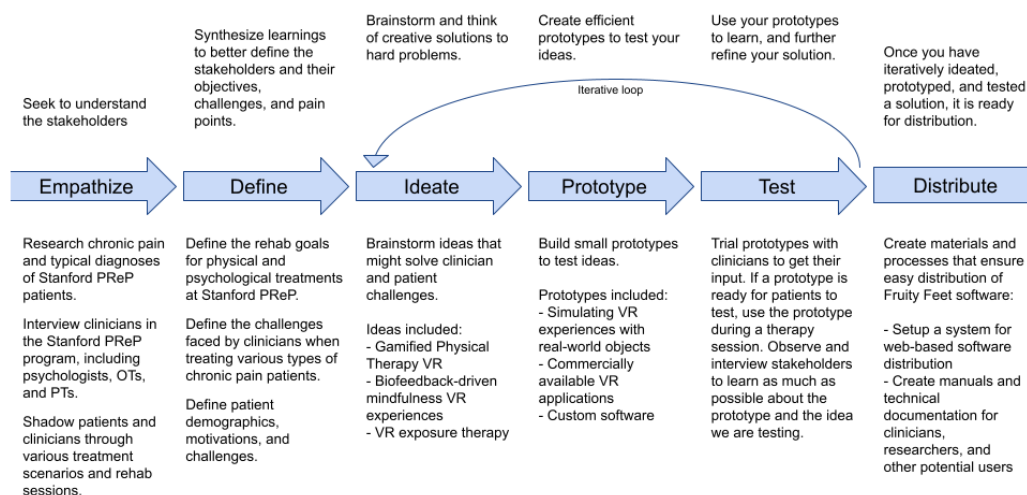 Seek to understand
the stakeholders
Synthesize learnings
to better define the
stakeholders and their
objectives,
challenges, and pain
points.
Brainstorm and think
of creative solutions to
hard problems.
Create efficient
prototypes to test your
ideas.
Use your prototypes
to learn, and further
refine your solution.
Once you have
iteratively ideated,
prototyped, and tested
a solution, it is ready
for distribution.
Iterative loop
Empathize
Define
Ideate
Prototype
Test
Distribute
Research chronic pain
and typical diagnoses
of Stanford PReP
patients.
Interview clinicians in
the Stanford PReP
program, including
psychologists, OTs,
and PTs.
Shadow patients and
clinicians through
various treatment
scenarios and rehab
sessions.
Define the rehab goals
for physical and
psychological treatments
at Stanford PReP.
Define the challenges
faced by clinicians when
treating various types of
chronic pain patients.
Define patient
demographics,
motivations, and
challenges.
Brainstorm ideas that
might solve clinician
and patient
challenges.
Ideas included:
- Gamified Physical
Therapy VR
- Biofeedback-driven
mindfulness VR
experiences
- VR exposure therapy
Build small prototypes
to test ideas.
Prototypes included:
- Simulating VR
experiences with
real-world objects
- Commercially
available VR
applications
- Custom software
Trial prototypes with
clinicians to get their
input. If a prototype is
ready for patients to
test, use the prototype
during a therapy
session. Observe and
interview stakeholders
to learn as much as
possible about the
prototype and the idea
we are testing.
Create materials and
processes that ensure
easy distribution of
Fruity Feet software:
- Setup a system for
web-based software
distribution
- Create manuals and
technical
documentation for
clinicians,
researchers, and
other potential users